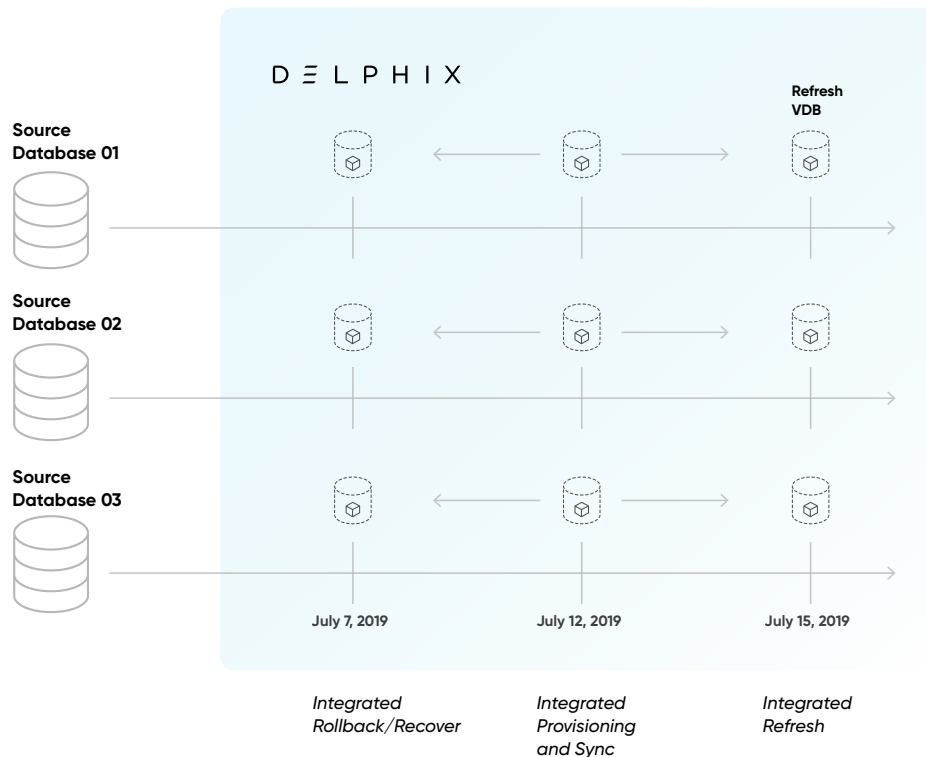 DELPHIX
Refresh
VDB
Source
Database 01
Source
Database 02
Source
Database 03
July 7, 2019
July 12, 2019
July 15, 2019
Integrated
Rollback/Recover
Integrated
Provisioning
and Sync
Integrated
Refresh